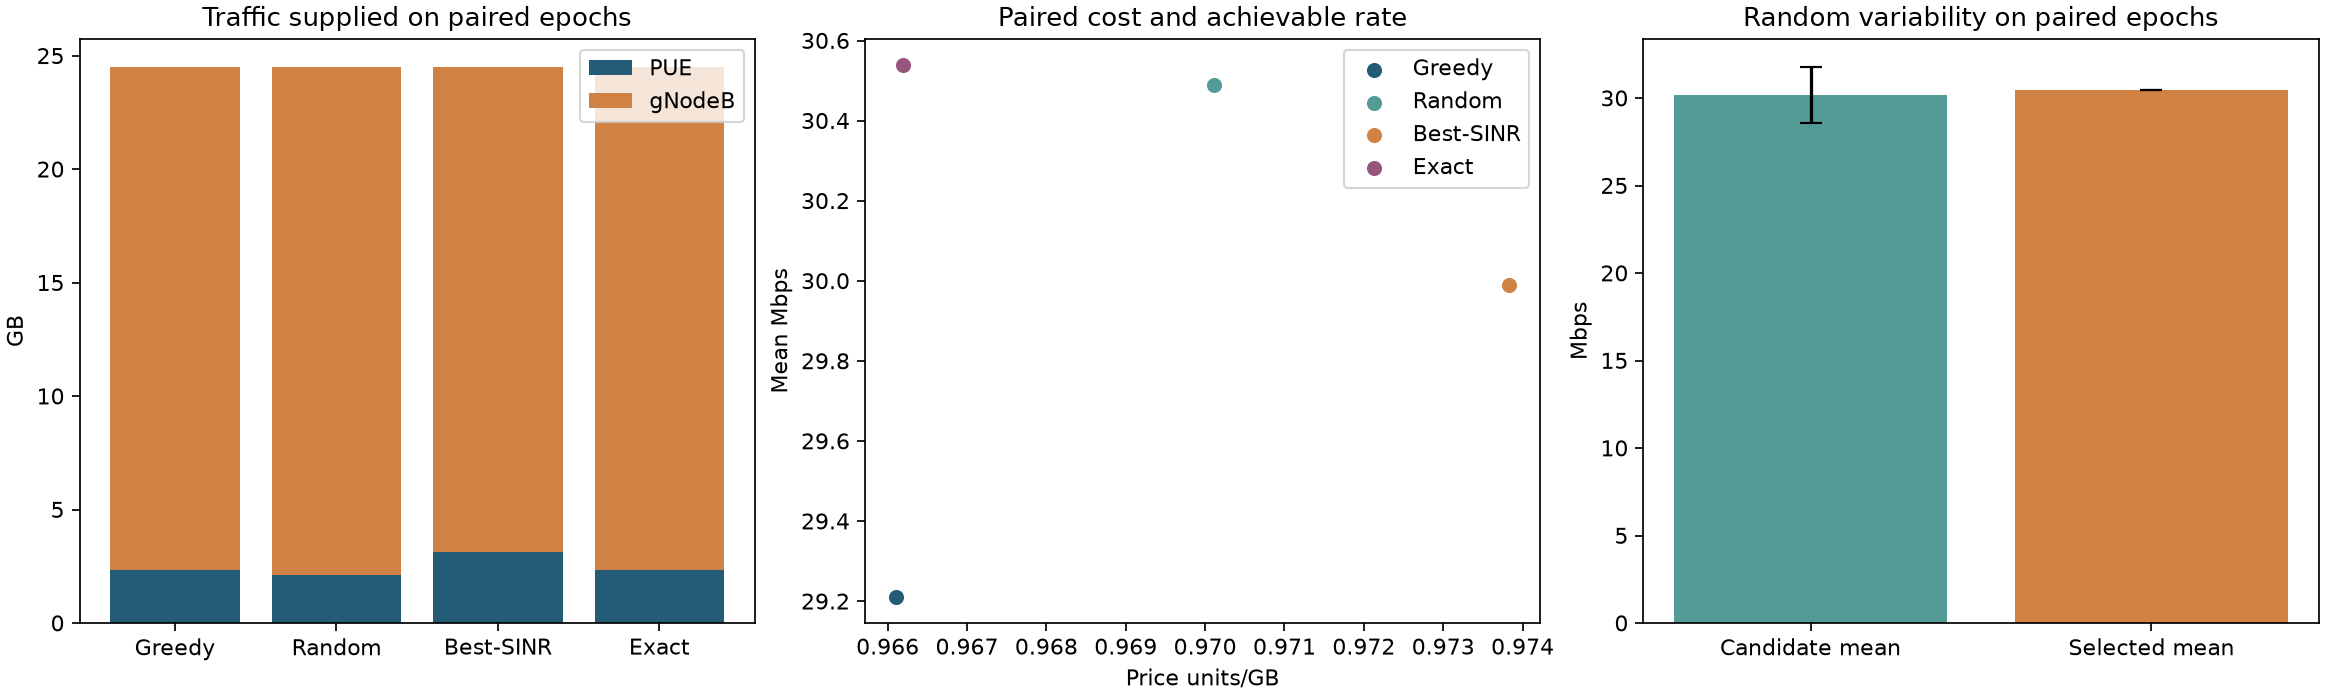 Traffic supplied on paired epochs
25
20
15
10
5
0
GB
PUE
gNodeB
Greedy
Random
Best-SINR
Exact
Paired cost and achievable rate
30.6
30.4
30.2
30.0
29.8
29.6
29.4
29.2
Mean Mbps
Greedy
Random
Best-SINR
Exact
0.966 0.967 0.968 0.969 0.970 0.971 0.972 0.973 0.974
Price units/GB
Random variability on paired epochs
30
25
20
15
10
5
0
Mbps
Candidate mean
Selected mean